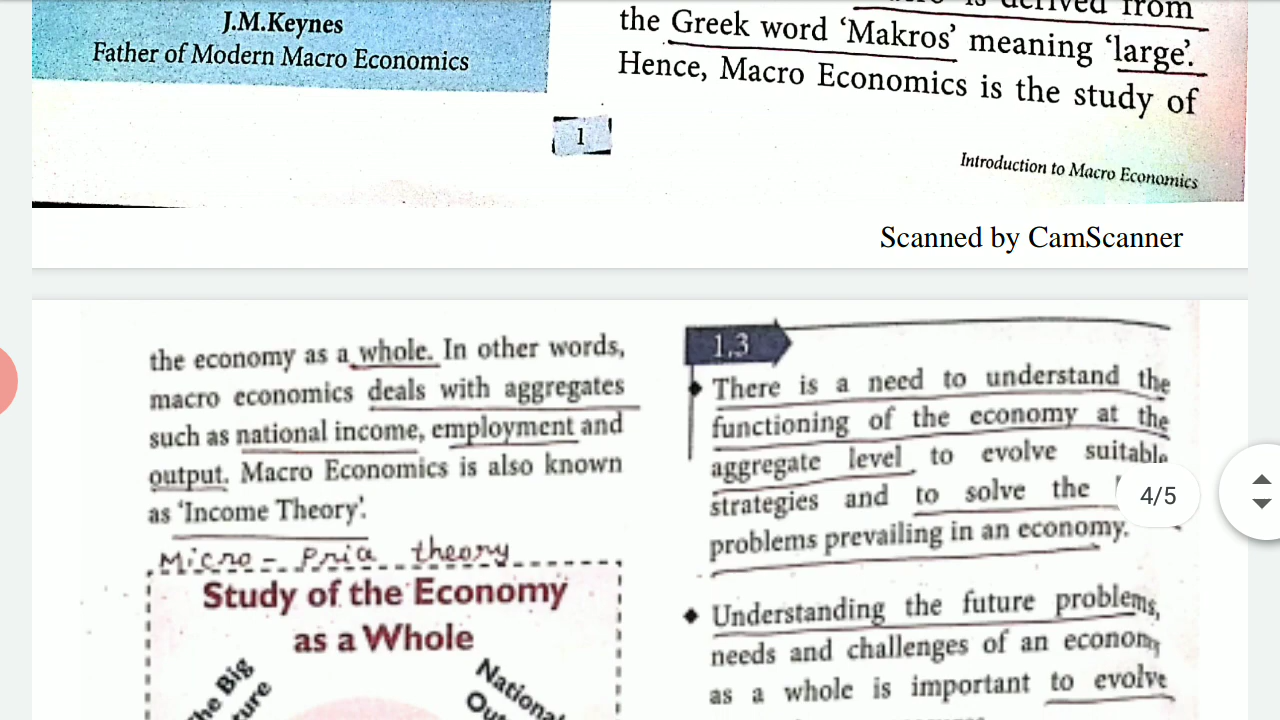 J.M.Keynes
Father of Modern Macro Economics
is derived from
the Greek word ‘Makros’ meaning ‘large’.
Hence, Macro Economics is the study of
1
Introduction to Macro Economics
Scanned by CamScanner
the economy as a whole. In other words,
macro economics deals with aggregates
such as national income, employment and
output. Macro Economics is also known
as ‘Income Theory’.
Micro - Price theory
Study of the Economy
as a Whole
Big
National
1.3
◆ There is a need to understand the
functioning of the economy at the
aggregate level to evolve suitable
strategies and to solve the
problems prevailing in an economy.
◆ Understanding the future problems,
needs and challenges of an economy
as a whole is important to evolve
4/5